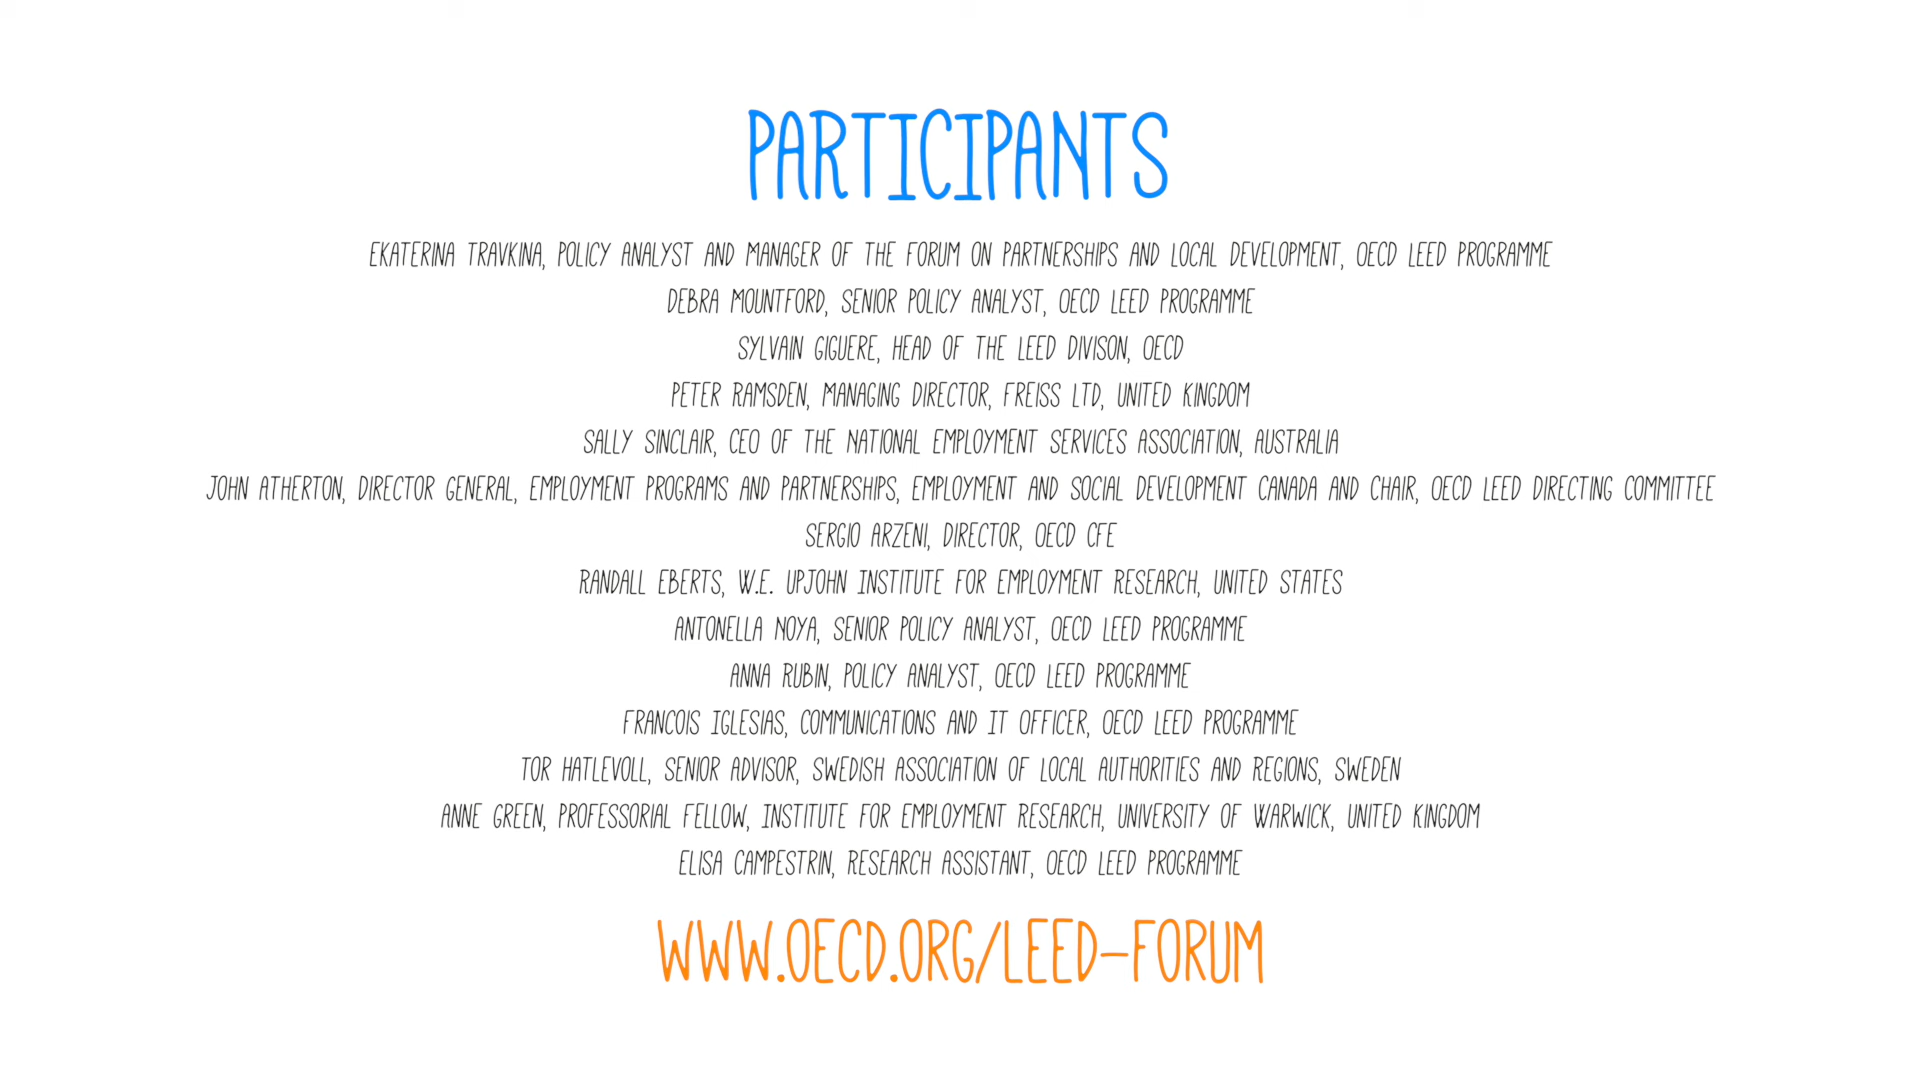 PARTICIPANTS
EKATERINA TRAVKINA, POLICY ANALYST AND MANAGER OF THE FORUM ON PARTNERSHIPS AND LOCAL DEVELOPMENT, OECD LEED PROGRAMME
DEBRA MOUNTFORD, SENIOR POLICY ANALYST, OECD LEED PROGRAMME
SYLVAIN GIGUERE, HEAD OF THE LEED DIVISON, OECD
PETER RAMSDEN, MANAGING DIRECTOR, FREISS LTD, UNITED KINGDOM
SALLY SINCLAIR, CEO OF THE NATIONAL EMPLOYMENT SERVICES ASSOCIATION, AUSTRALIA
JOHN ATHERTON, DIRECTOR GENERAL, EMPLOYMENT PROGRAMS AND PARTNERSHIPS, EMPLOYMENT AND SOCIAL DEVELOPMENT CANADA AND CHAIR, OECD LEED DIRECTING COMMITTEE
SERGIO ARZENI, DIRECTOR, OECD CFE
RANDALL EBERTS, W.E. UPJOHN INSTITUTE FOR EMPLOYMENT RESEARCH, UNITED STATES
ANTONELLA NOYA, SENIOR POLICY ANALYST, OECD LEED PROGRAMME
ANNA RUBIN, POLICY ANALYST, OECD LEED PROGRAMME
FRANCOIS IGLESIAS, COMMUNICATIONS AND IT OFFICER, OECD LEED PROGRAMME
TOR HATLEVOLL, SENIOR ADVISOR, SWEDISH ASSOCIATION OF LOCAL AUTHORITIES AND REGIONS, SWEDEN
ANNE GREEN, PROFESSORIAL FELLOW, INSTITUTE FOR EMPLOYMENT RESEARCH, UNIVERSITY OF WARWICK, UNITED KINGDOM
ELISA CAMPESTRIN, RESEARCH ASSISTANT, OECD LEED PROGRAMME
WWW.OECD.ORG/LEED-FORUM